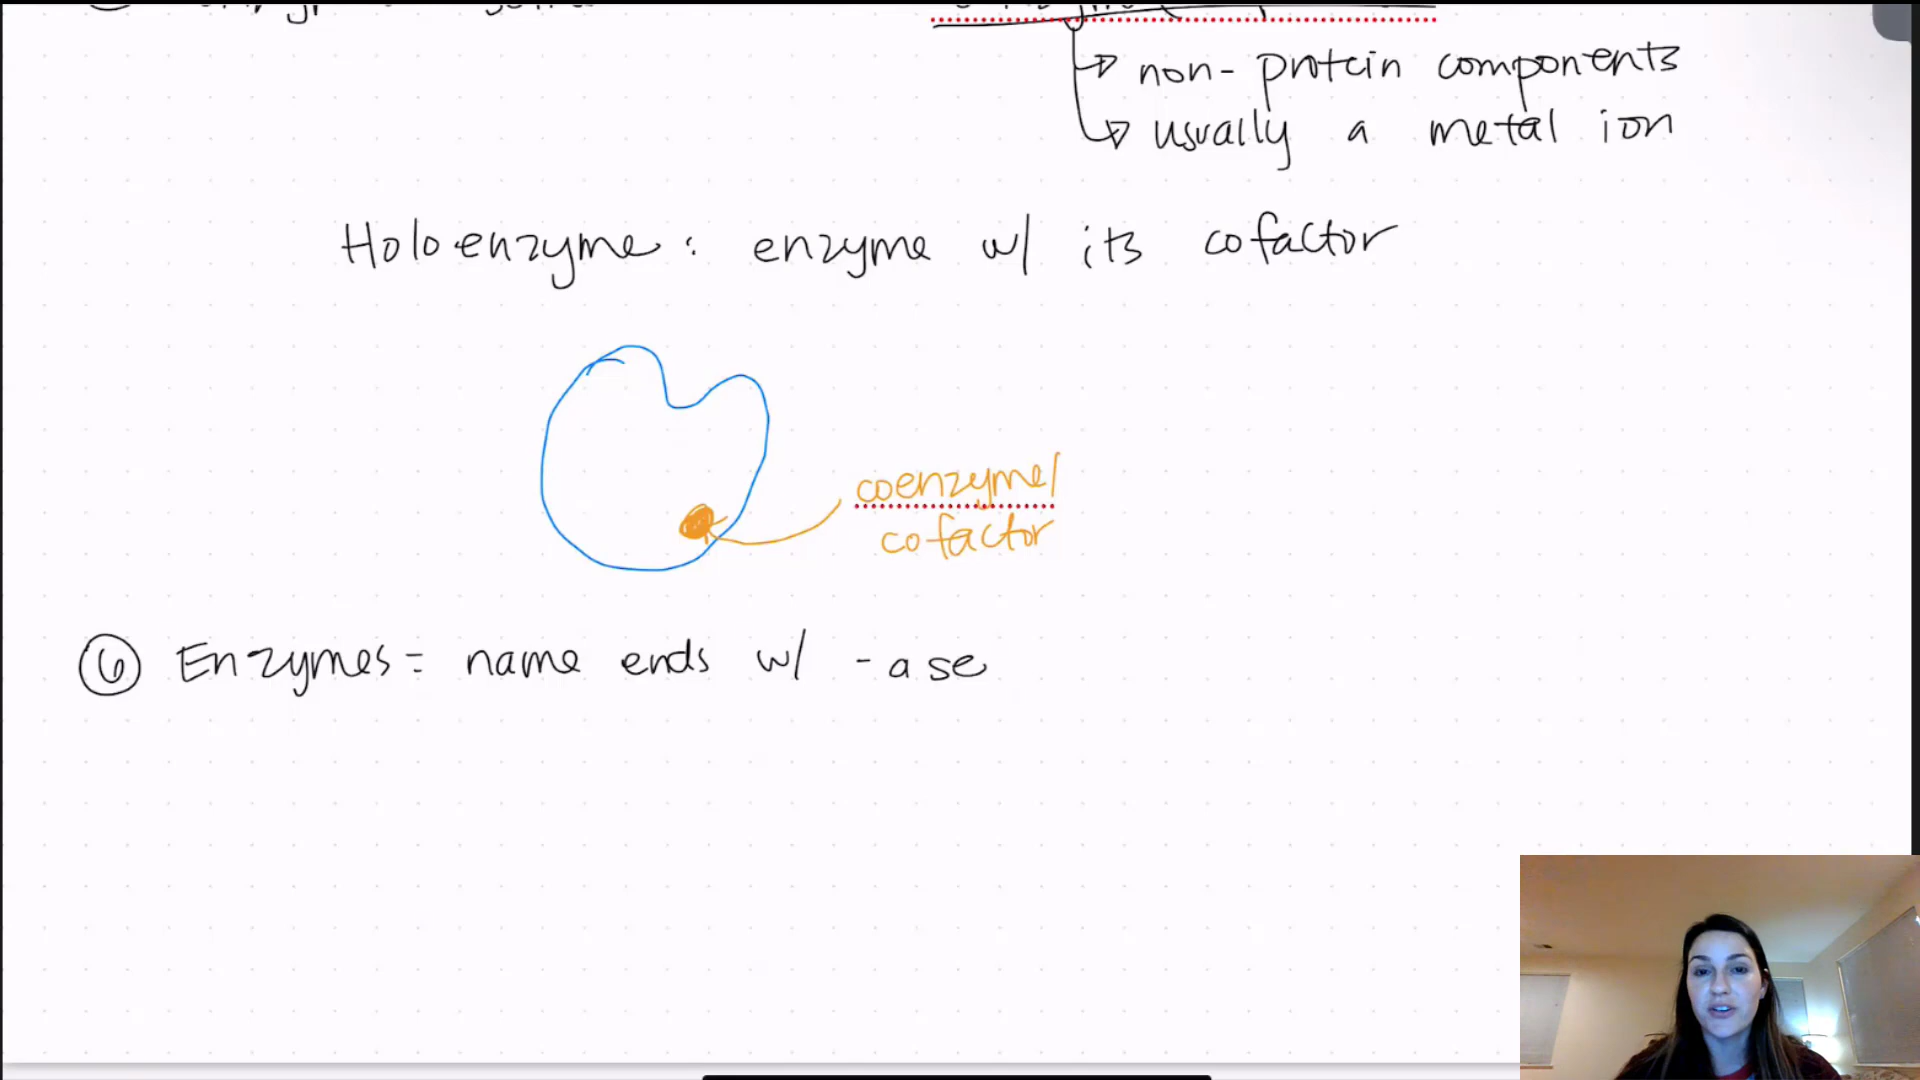 non-protein components
usually a metal ion
Holoenzyme: enzyme w/ its cofactor
coenzyme/
cofactor
6 Enzymes = name ends w/ -ase